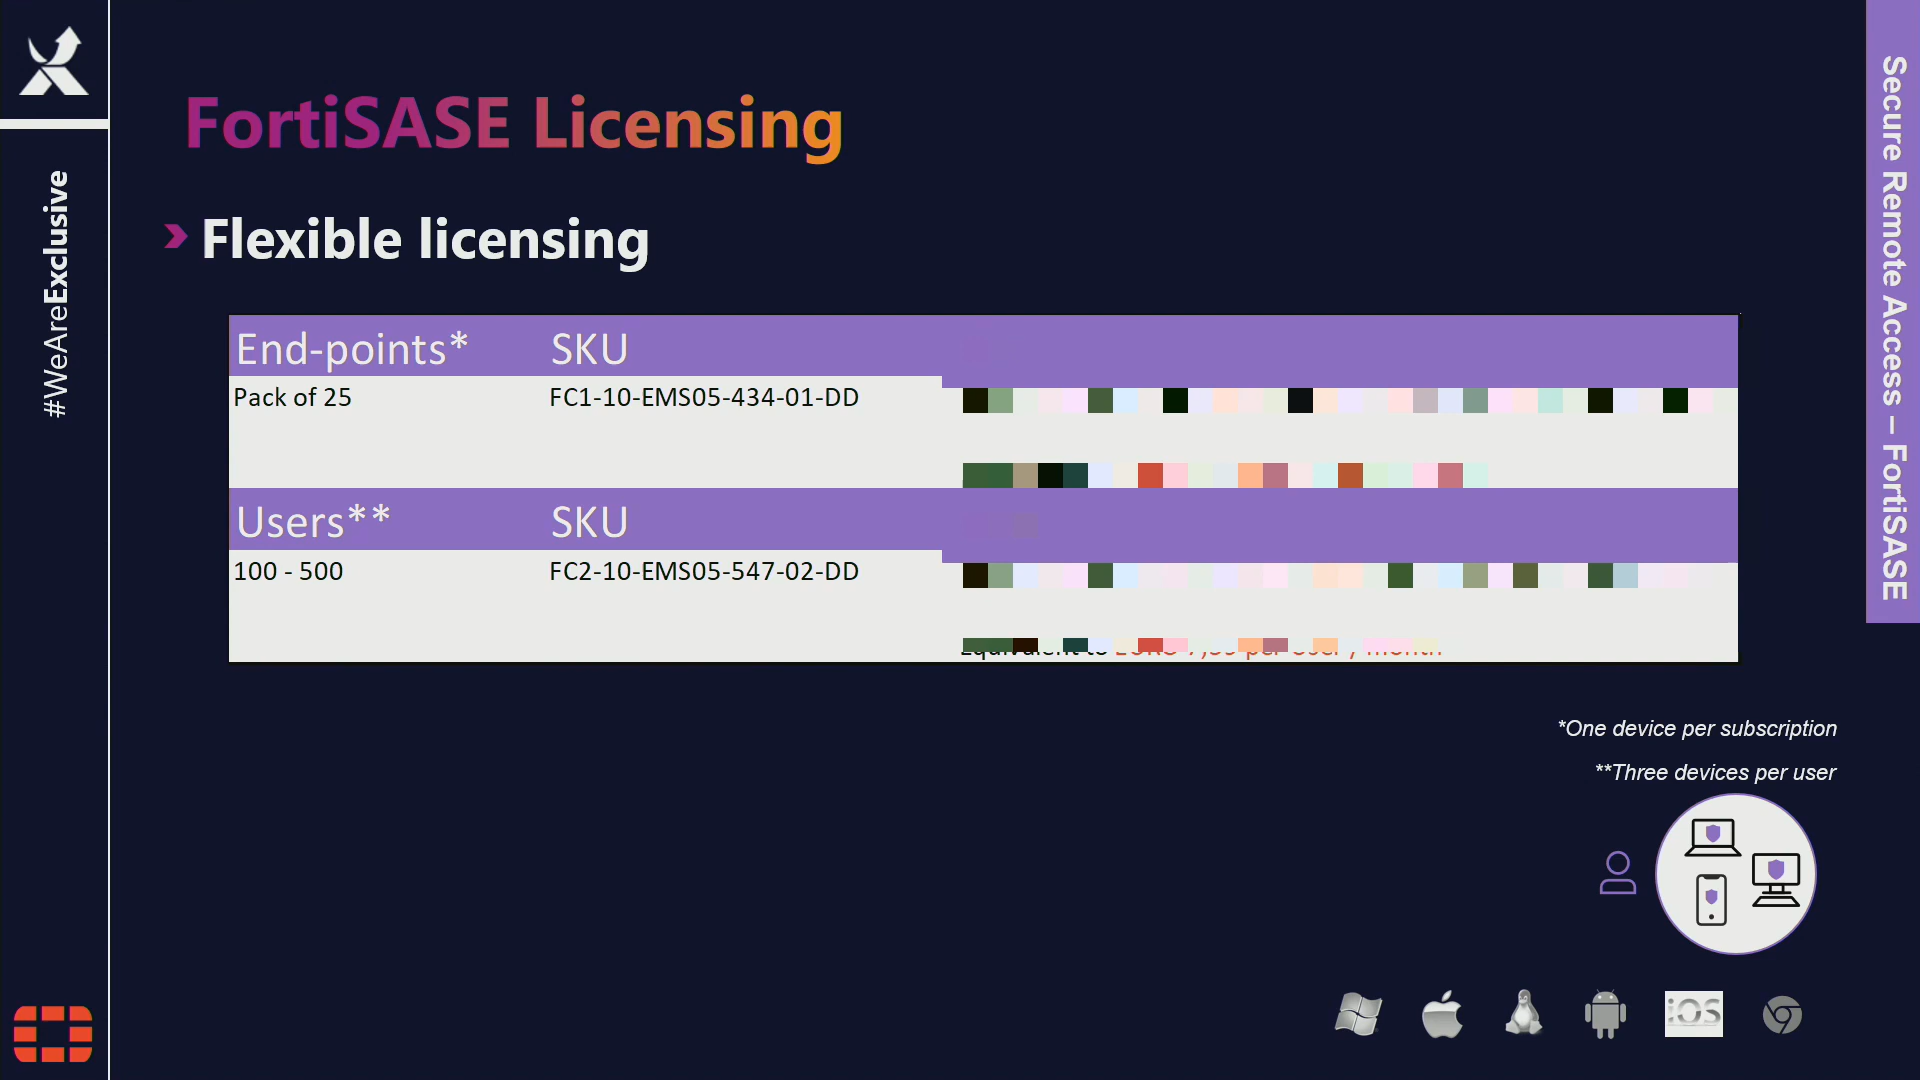 FortiSASE Licensing
Flexible licensing
End-points* SKU
Pack of 25 FC1-10-EMS05-434-01-DD
Users** SKU
100 - 500 FC2-10-EMS05-547-02-DD
*One device per subscription
**Three devices per user
iOS
#WeAreExclusive
Secure Remote Access – FortiSASE